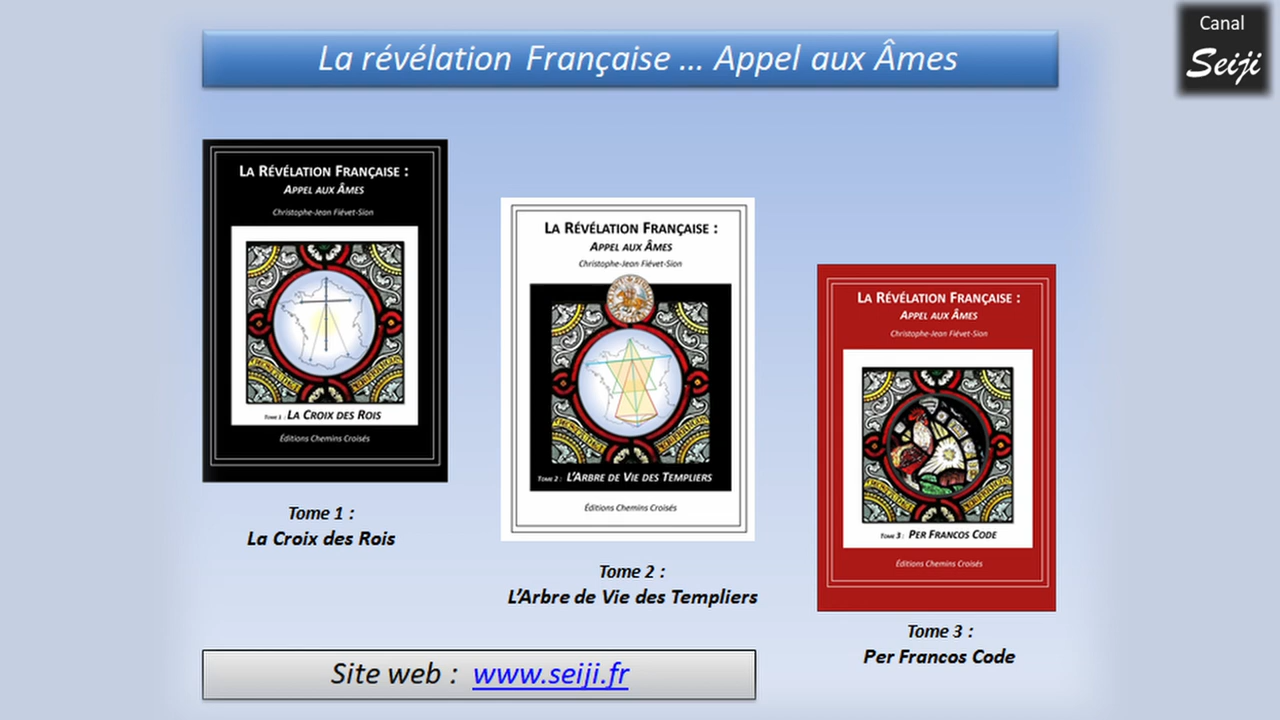 La révélation Française ... Appel aux Âmes
Canal
Seiji
LA RÉVÉLATION FRANÇAISE :
APPEL AUX ÂMES
Christophe-Jean Fiévet-Sion
TOME 1 : LA CROIX DES ROIS
Éditions Chemins Croisés
Tome 1 :
La Croix des Rois
LA RÉVÉLATION FRANÇAISE :
APPEL AUX ÂMES
Christophe-Jean Fiévet-Sion
TOME 2 : L'ARBRE DE VIE DES TEMPLIERS
Éditions Chemins Croisés
Tome 2 :
L'Arbre de Vie des Templiers
LA RÉVÉLATION FRANÇAISE :
APPEL AUX ÂMES
Christophe-Jean Fiévet-Sion
TOME 3 : PER FRANCOS CODE
Éditions Chemins Croisés
Tome 3 :
Per Francos Code
Site web : www.seiji.fr